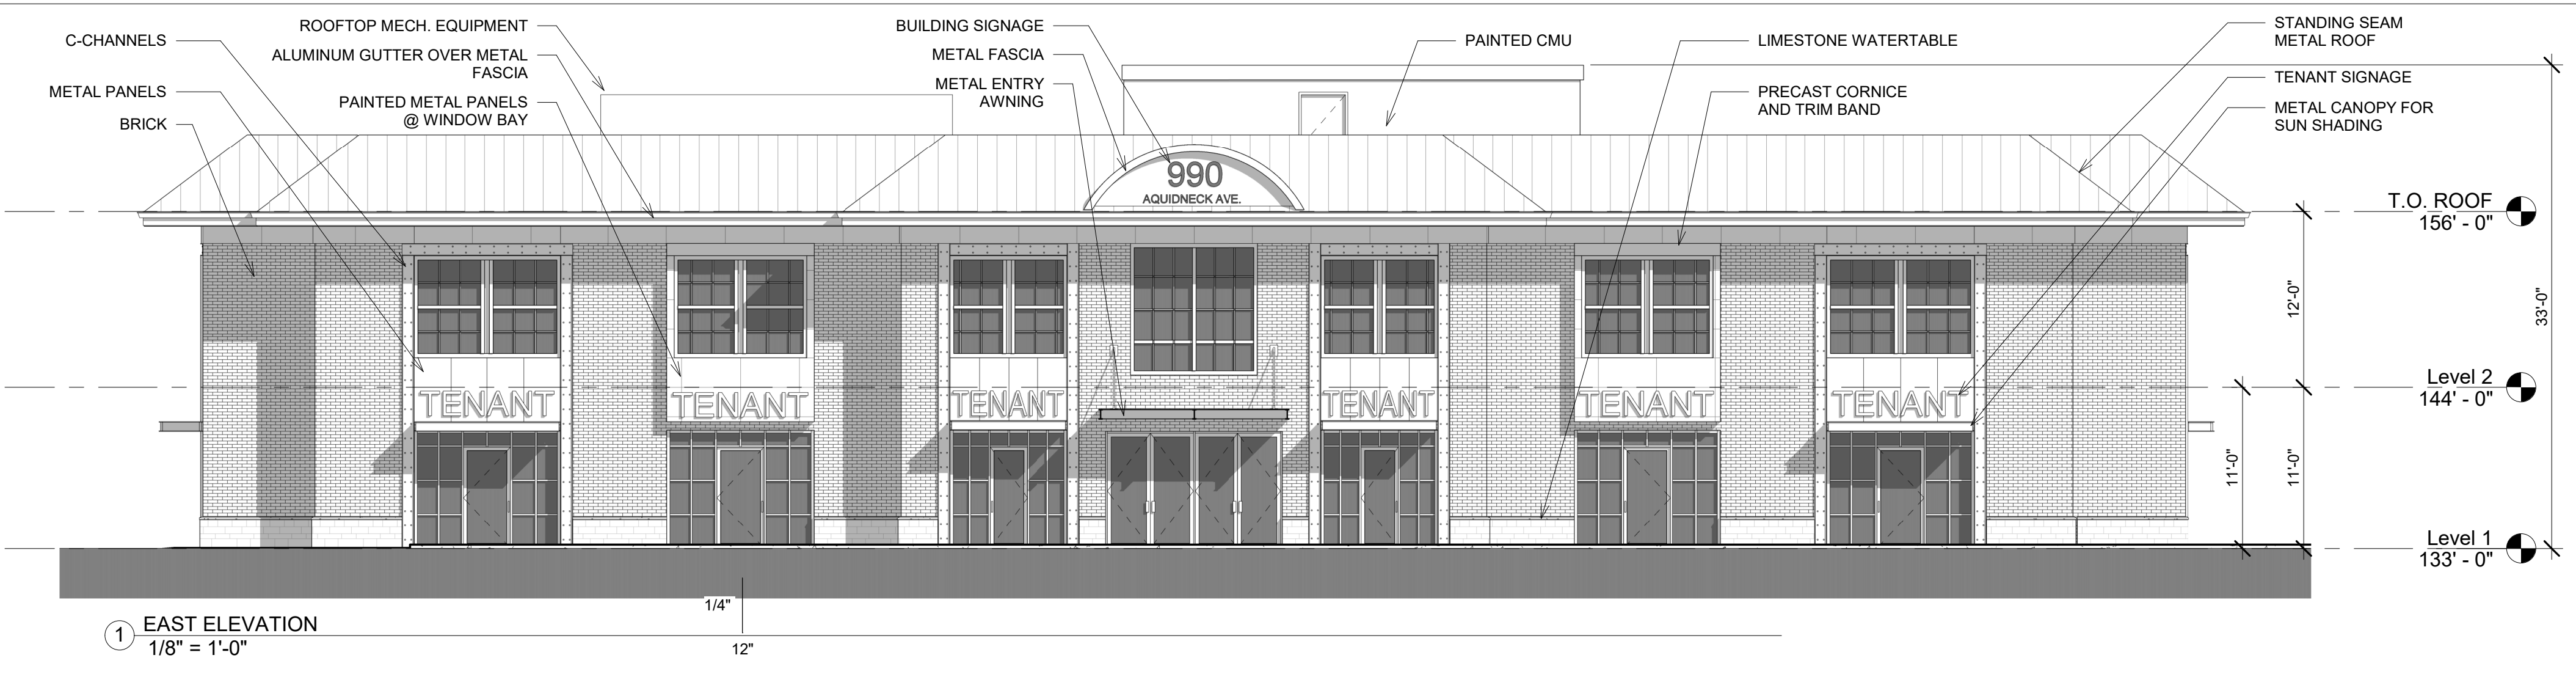 C-CHANNELS
METAL PANELS
BRICK
ROOFTOP MECH. EQUIPMENT
ALUMINUM GUTTER OVER METAL
FASCIA
PAINTED METAL PANELS
@ WINDOW BAY
BUILDING SIGNAGE
METAL FASCIA
METAL ENTRY
AWNING
PAINTED CMU
LIMESTONE WATERTABLE
PRECAST CORNICE
AND TRIM BAND
STANDING SEAM
METAL ROOF
TENANT SIGNAGE
METAL CANOPY FOR
SUN SHADING
990
AQUIDNECK AVE.
T.O. ROOF
156' - 0"
12'-0"
33'-0"
Level 2
144' - 0"
TENANT
TENANT
TENANT
TENANT
TENANT
TENANT
11'-0"
11'-0"
Level 1
133' - 0"
1/4"
12"
1
EAST ELEVATION
1/8" = 1'-0"